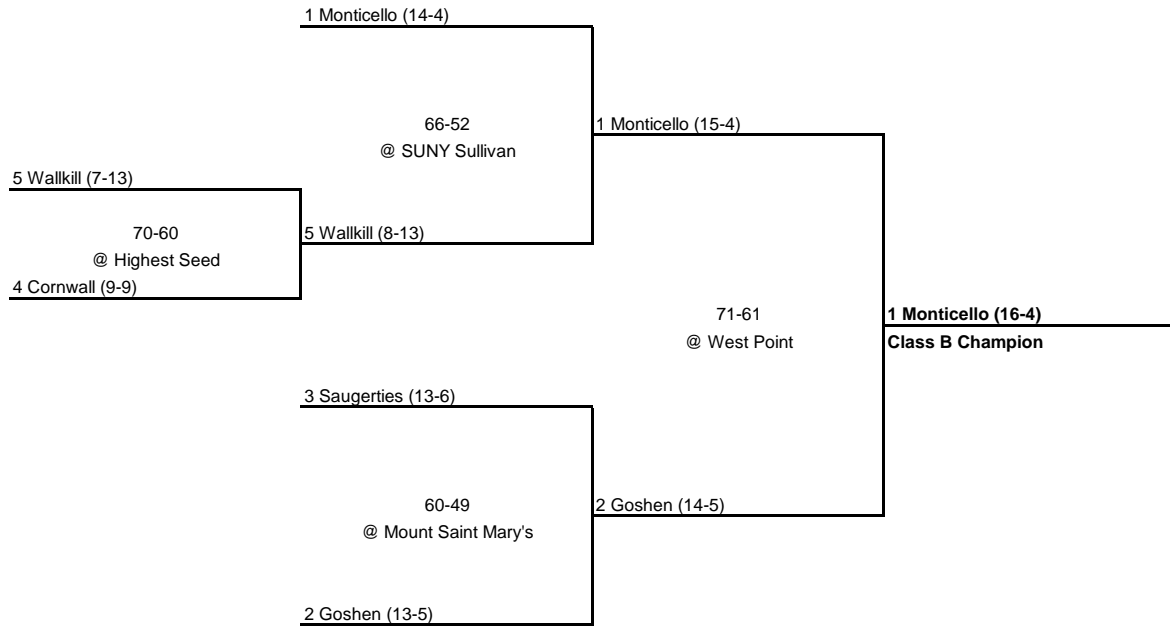 1 Monticello (14-4)
66-52
@ SUNY Sullivan
1 Monticello (15-4)
5 Wallkill (7-13)
70-60
@ Highest Seed
5 Wallkill (8-13)
4 Cornwall (9-9)
71-61
@ West Point
1 Monticello (16-4)
Class B Champion
3 Saugerties (13-6)
60-49
@ Mount Saint Mary's
2 Goshen (14-5)
2 Goshen (13-5)